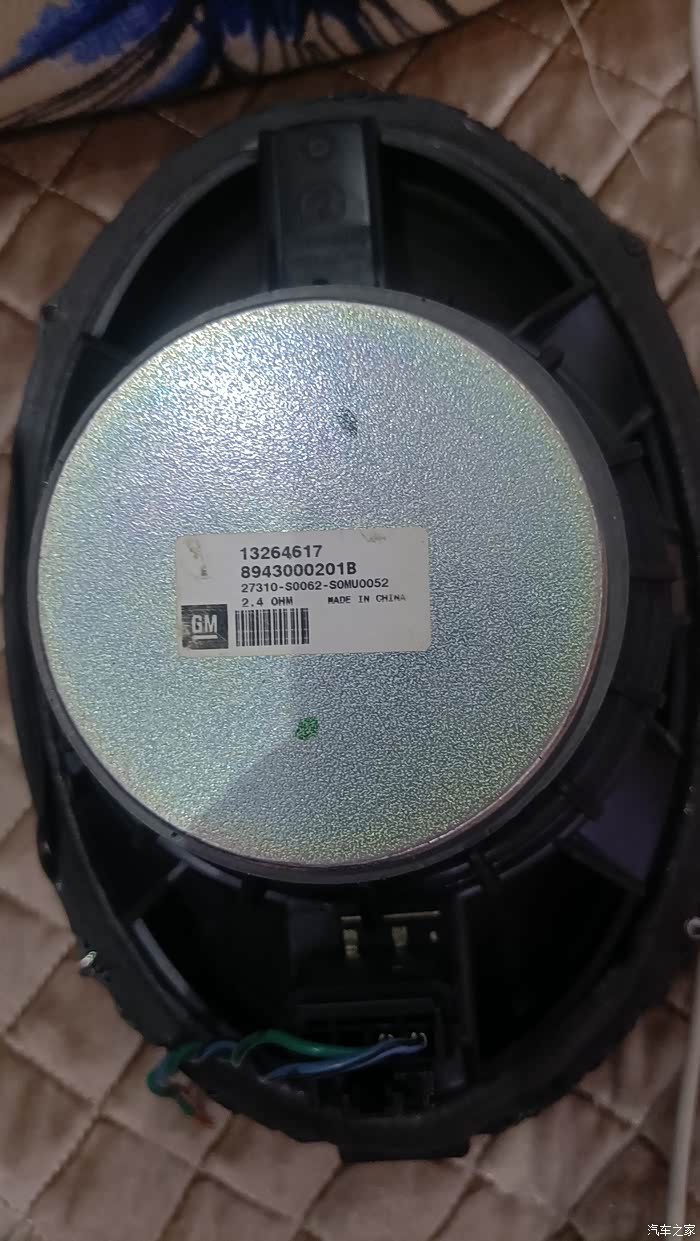 13264617
8943000201B
27310-S0062-S0MU0052
2.4 OHM MADE IN CHINA
GM
汽车之家